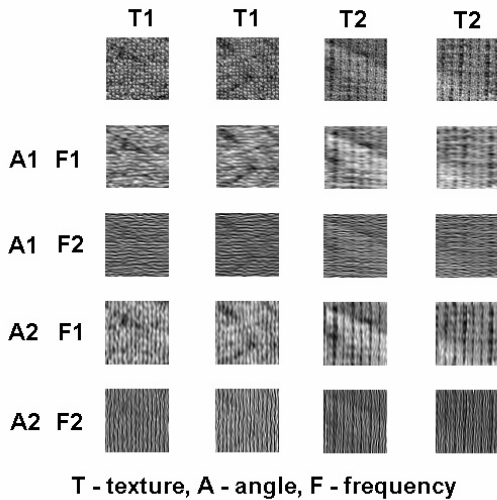 T1 T1 T2 T2
A1 F1
A1 F2
A2 F1
A2 F2
T - texture, A - angle, F - frequency